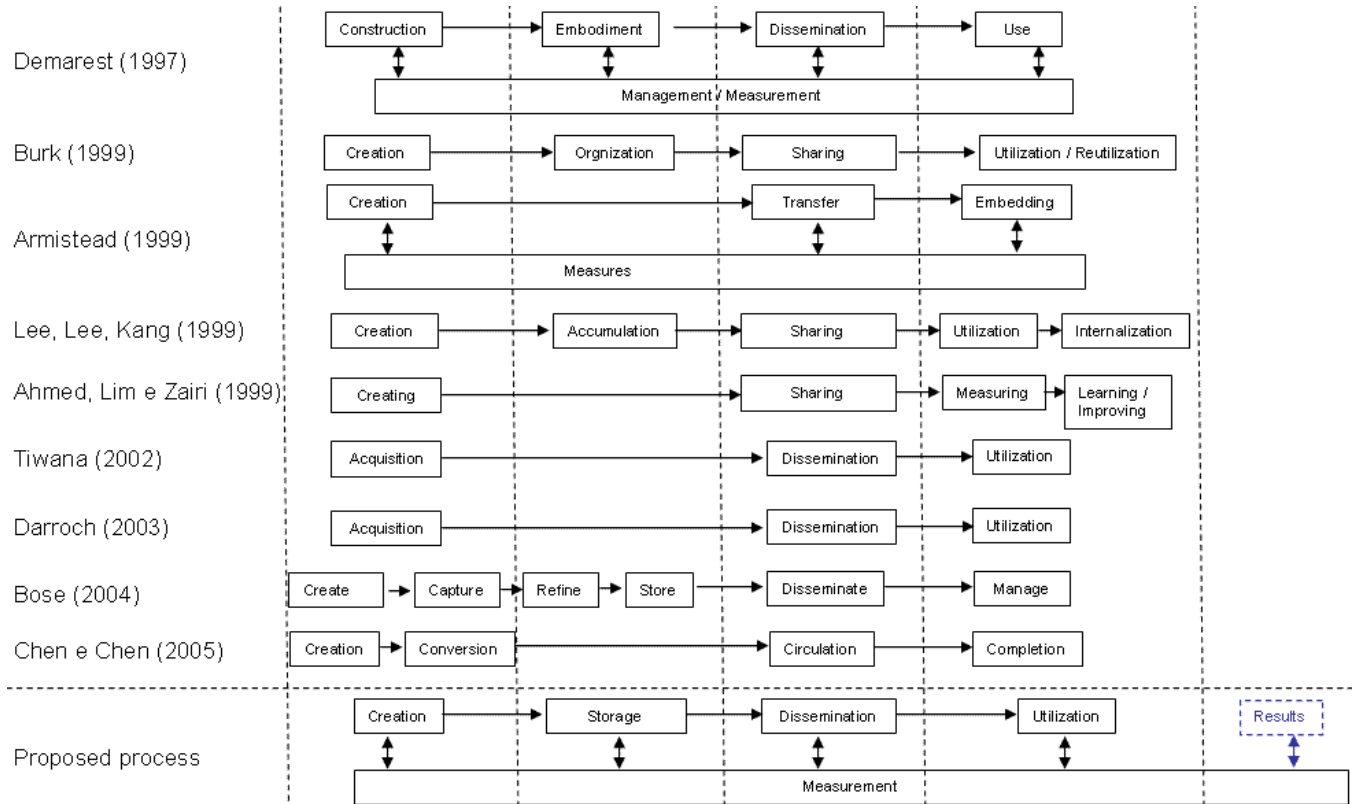 Construction
Embodiment
Dissemination
Use
Demarest (1997)
Management / Measurement
Burk (1999)
Creation
Orgnization
Sharing
Utilization / Reutilization
Creation
Transfer
Embedding
Armistead (1999)
Measures
Lee, Lee, Kang (1999)
Creation
Accumulation
Sharing
Utilization
Internalization
Ahmed, Lim e Zairi (1999)
Creating
Sharing
Measuring
Learning /
Improving
Tiwana (2002)
Acquisition
Dissemination
Utilization
Darroch (2003)
Acquisition
Dissemination
Utilization
Bose (2004)
Create
Capture
Refine
Store
Disseminate
Manage
Chen e Chen (2005)
Creation
Conversion
Circulation
Completion
Creation
Storage
Dissemination
Utilization
Results
Proposed process
Measurement